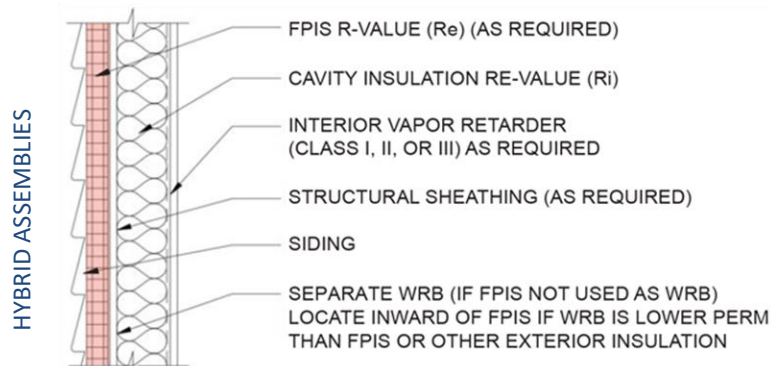 HYBRID ASSEMBLIES
FPIS R-VALUE (Re) (AS REQUIRED)
CAVITY INSULATION RE-VALUE (Ri)
INTERIOR VAPOR RETARDER
(CLASS I, II, OR III) AS REQUIRED
STRUCTURAL SHEATHING (AS REQUIRED)
SIDING
SEPARATE WRB (IF FPIS NOT USED AS WRB)
LOCATE INWARD OF FPIS IF WRB IS LOWER PERM
THAN FPIS OR OTHER EXTERIOR INSULATION